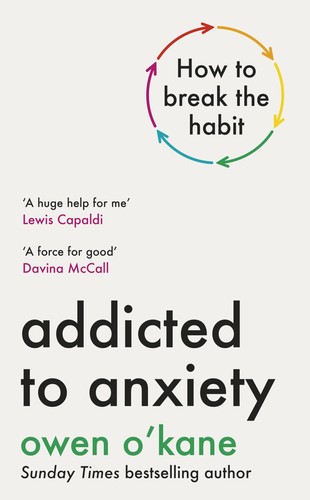 How to
break the
habit
‘A huge help for me’
Lewis Capaldi
‘A force for good’
Davina McCall
addicted
to anxiety
owen o’kane
Sunday Times bestselling author